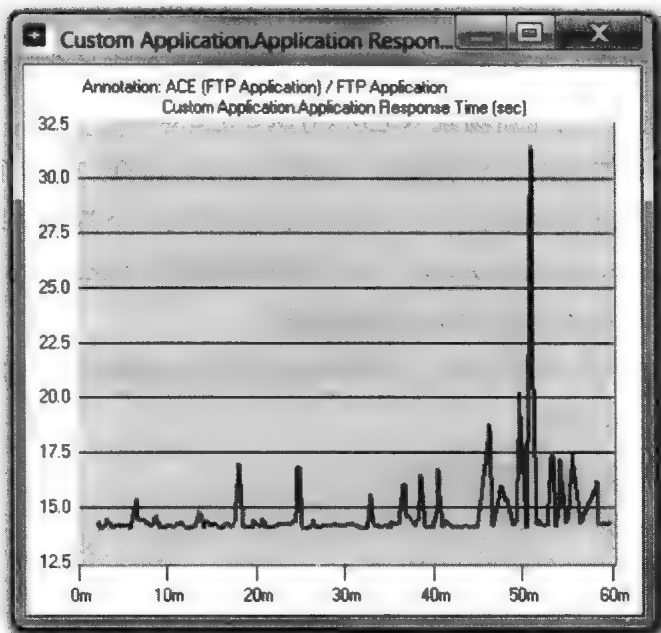 Custom Application.Application Respon...
Annotation: ACE (FTP Application) / FTP Application
Custom Application.Application Response Time (sec)
32.5
30.0
27.5
25.0
22.5
20.0
17.5
15.0
12.5
0m 10m 20m 30m 40m 50m 60m